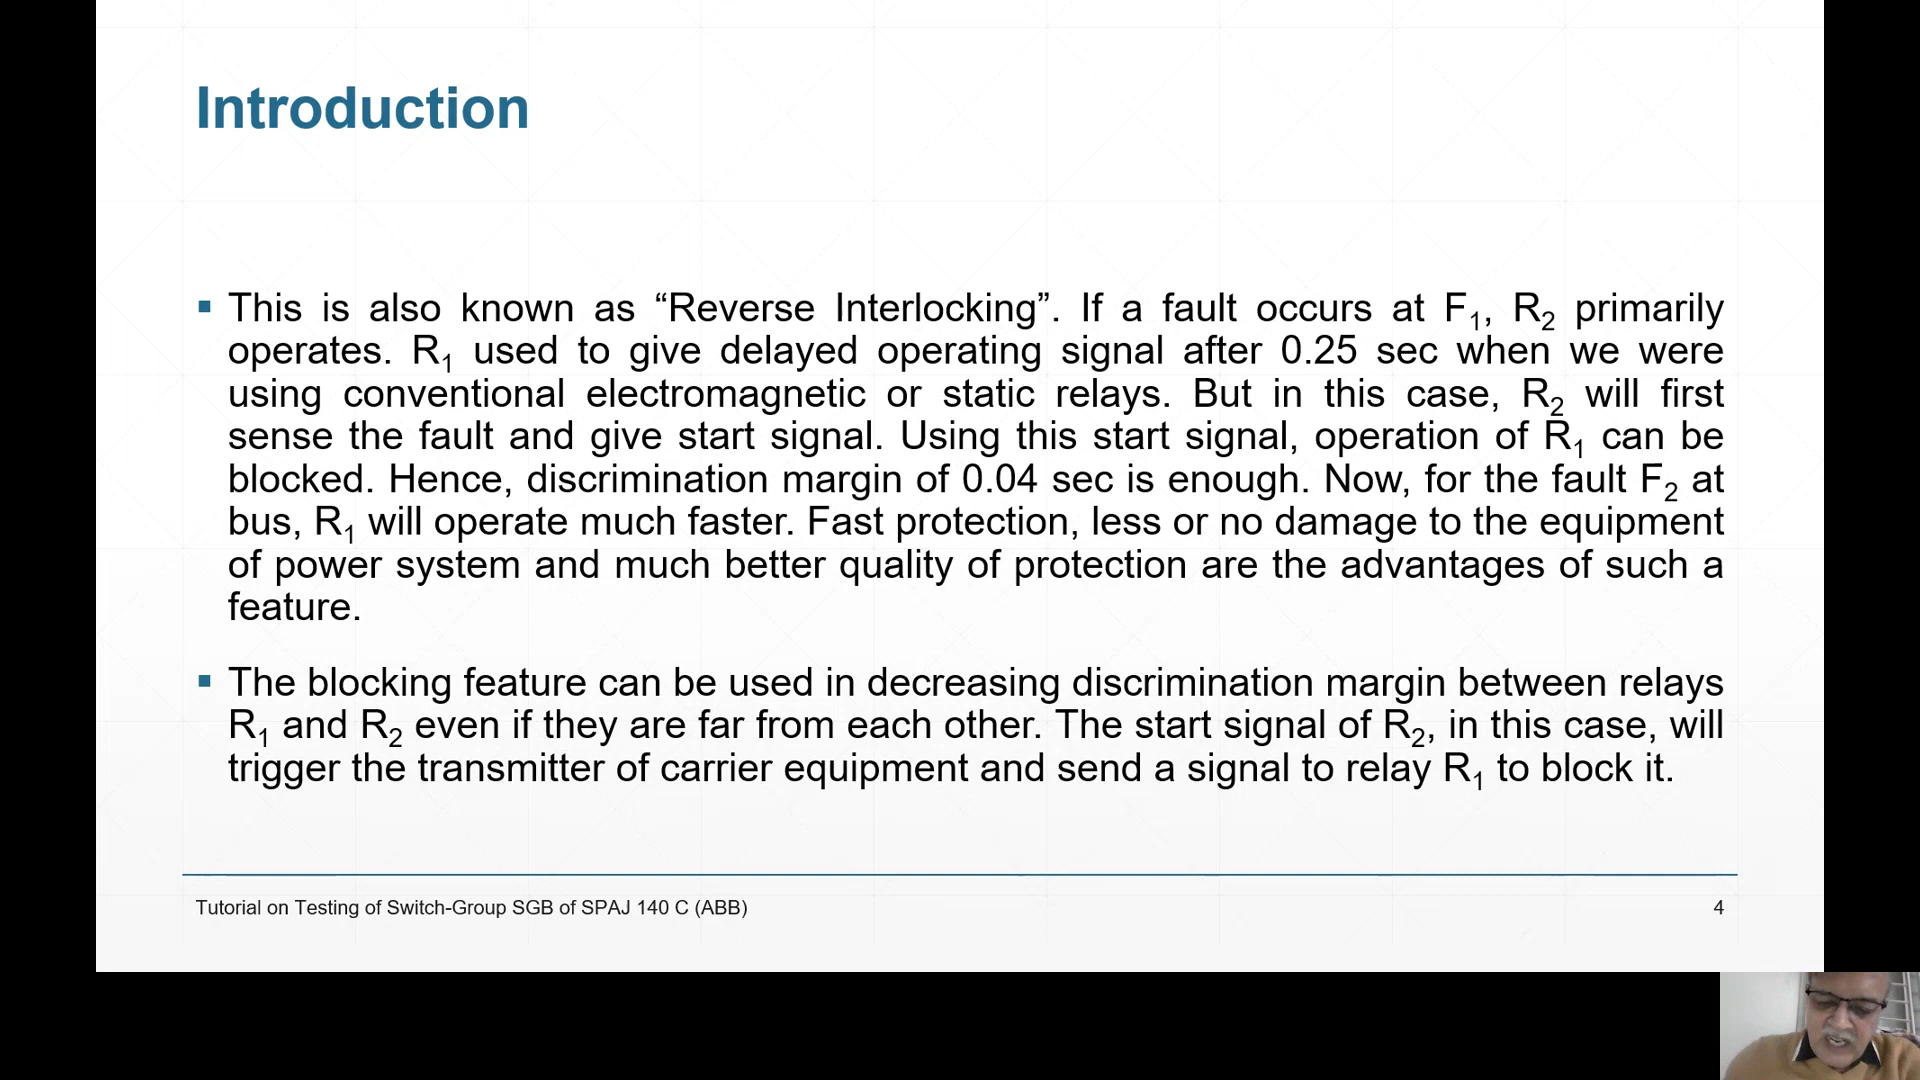 Introduction
▪ This is also known as “Reverse Interlocking”. If a fault occurs at F₁, R₂ primarily
operates. R₁ used to give delayed operating signal after 0.25 sec when we were
using conventional electromagnetic or static relays. But in this case, R₂ will first
sense the fault and give start signal. Using this start signal, operation of R₁ can be
blocked. Hence, discrimination margin of 0.04 sec is enough. Now, for the fault F₂ at
bus, R₁ will operate much faster. Fast protection, less or no damage to the equipment
of power system and much better quality of protection are the advantages of such a
feature.
▪ The blocking feature can be used in decreasing discrimination margin between relays
R₁ and R₂ even if they are far from each other. The start signal of R₂, in this case, will
trigger the transmitter of carrier equipment and send a signal to relay R₁ to block it.
Tutorial on Testing of Switch-Group SGB of SPAJ 140 C (ABB)
4